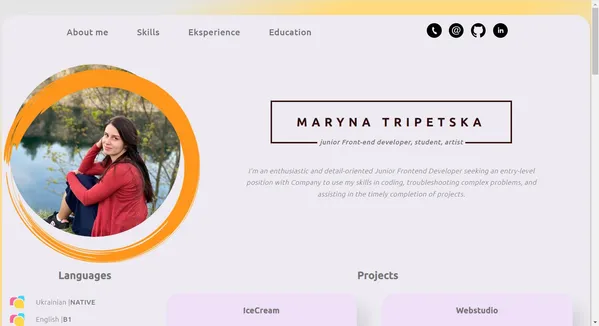 About me Skills Eksperience Education
MARYNA TRIPETSKA
Junior Front-end developer, student, artist
I'm an enthusiastic and detail-oriented Junior Frontend Developer seeking an entry-level
position with Company to use my skills in coding, troubleshooting complex problems, and
assisting in the timely completion of projects.
Languages
Projects
Ukrainian |NATIVE
English |B1
IceCream
Webstudio